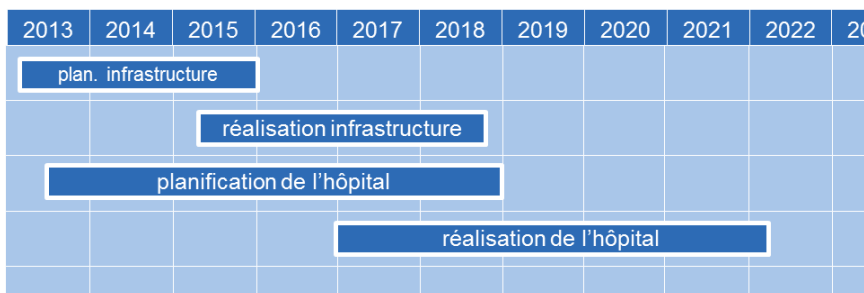 2013 2014 2015 2016 2017 2018 2019 2020 2021 2022
plan. infrastructure
réalisation infrastructure
planification de l'hôpital
réalisation de l'hôpital